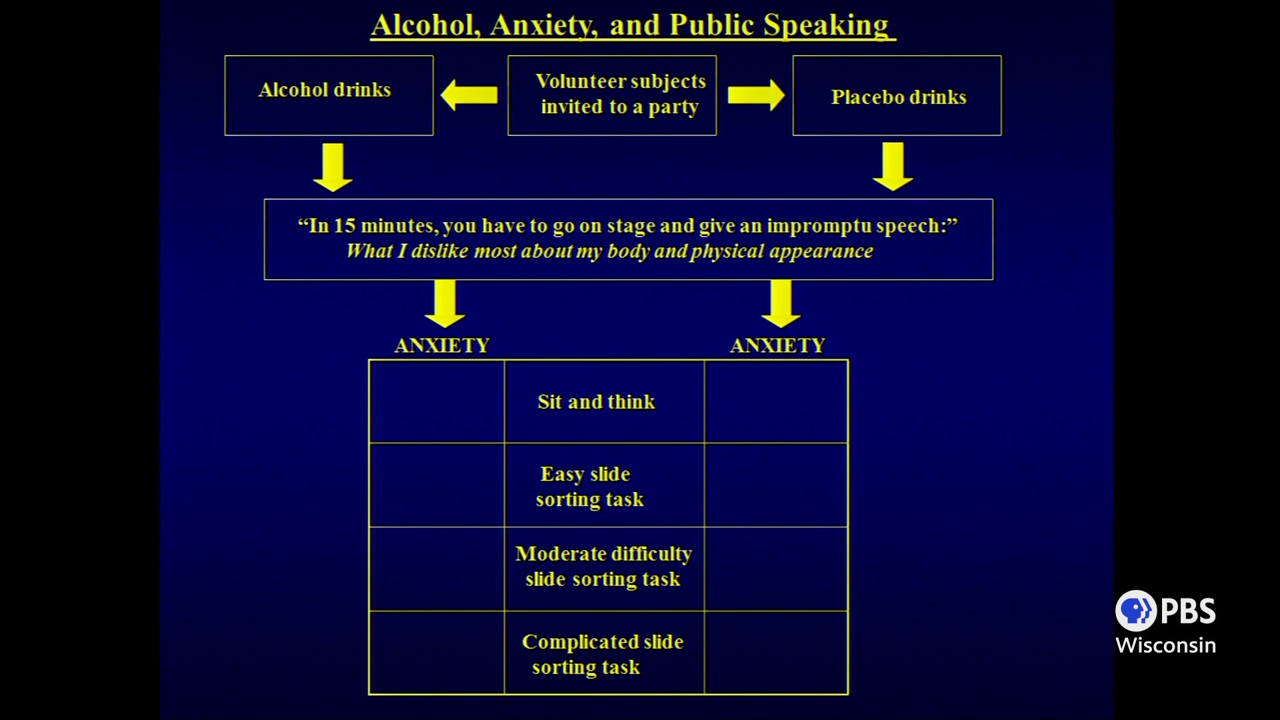 Alcohol, Anxiety, and Public Speaking
Alcohol drinks
Volunteer subjects
invited to a party
Placebo drinks
“In 15 minutes, you have to go on stage and give an impromptu speech:”
What I dislike most about my body and physical appearance
ANXIETY
ANXIETY
Sit and think
Easy slide
sorting task
Moderate difficulty
slide sorting task
Complicated slide
sorting task
PBS
Wisconsin